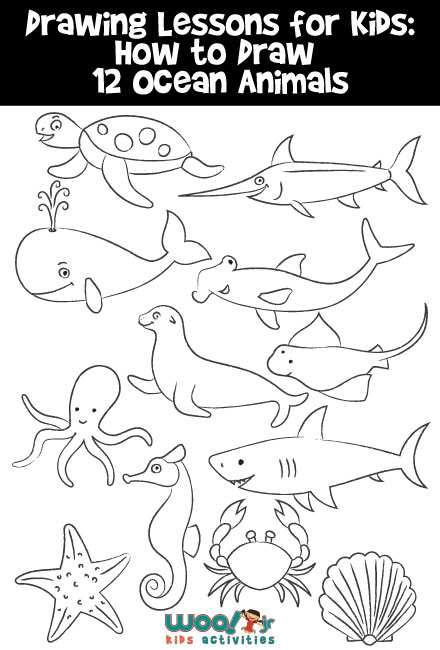 Drawing Lessons for Kids:
How to Draw
12 Ocean Animals
woo! Jr
KIDS ACTIVITIES